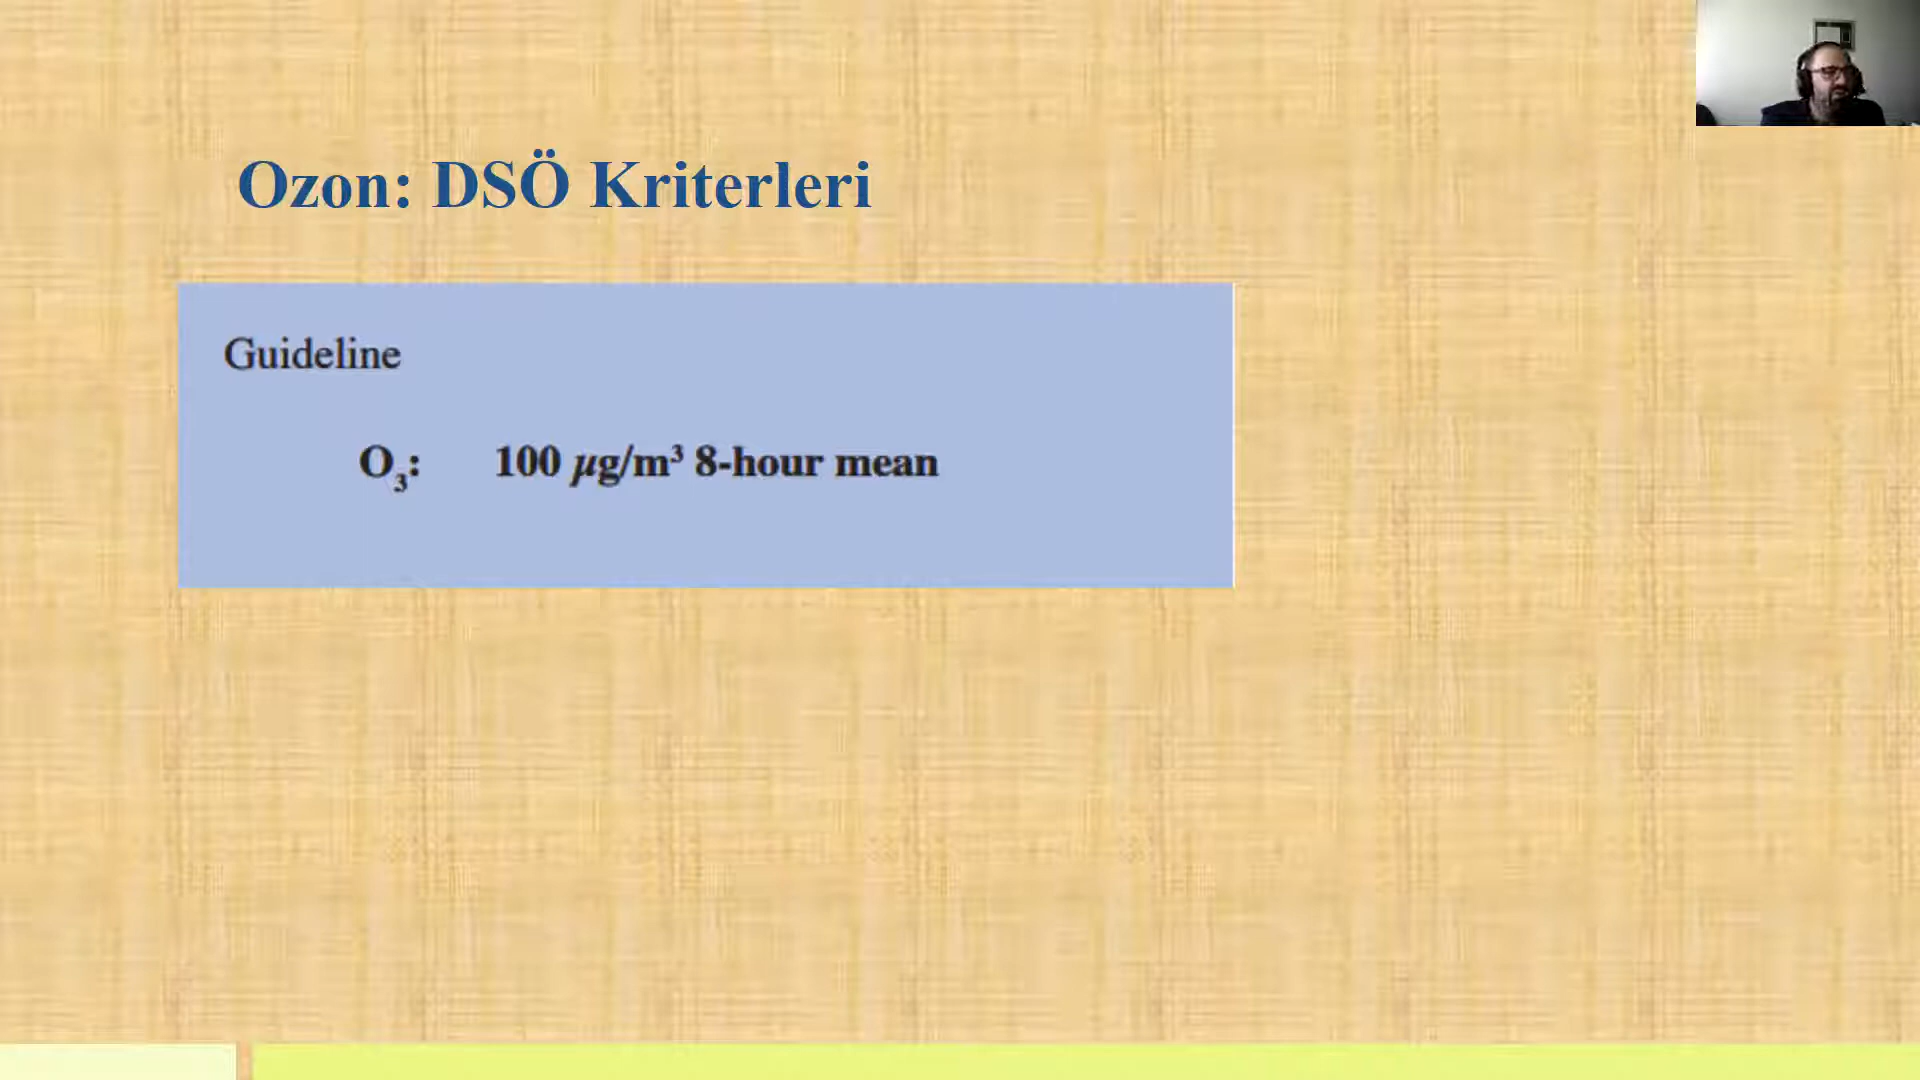 Ozon: DSÖ Kriterleri
Guideline
O₃: 100 µg/m³ 8-hour mean